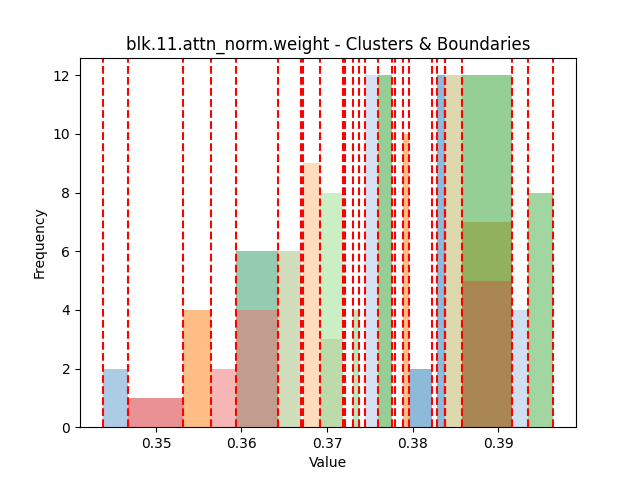 blk.11.attn_norm.weight - Clusters & Boundaries
12
10
8
6
4
2
0
Frequency
0.35 0.36 0.37 0.38 0.39
Value